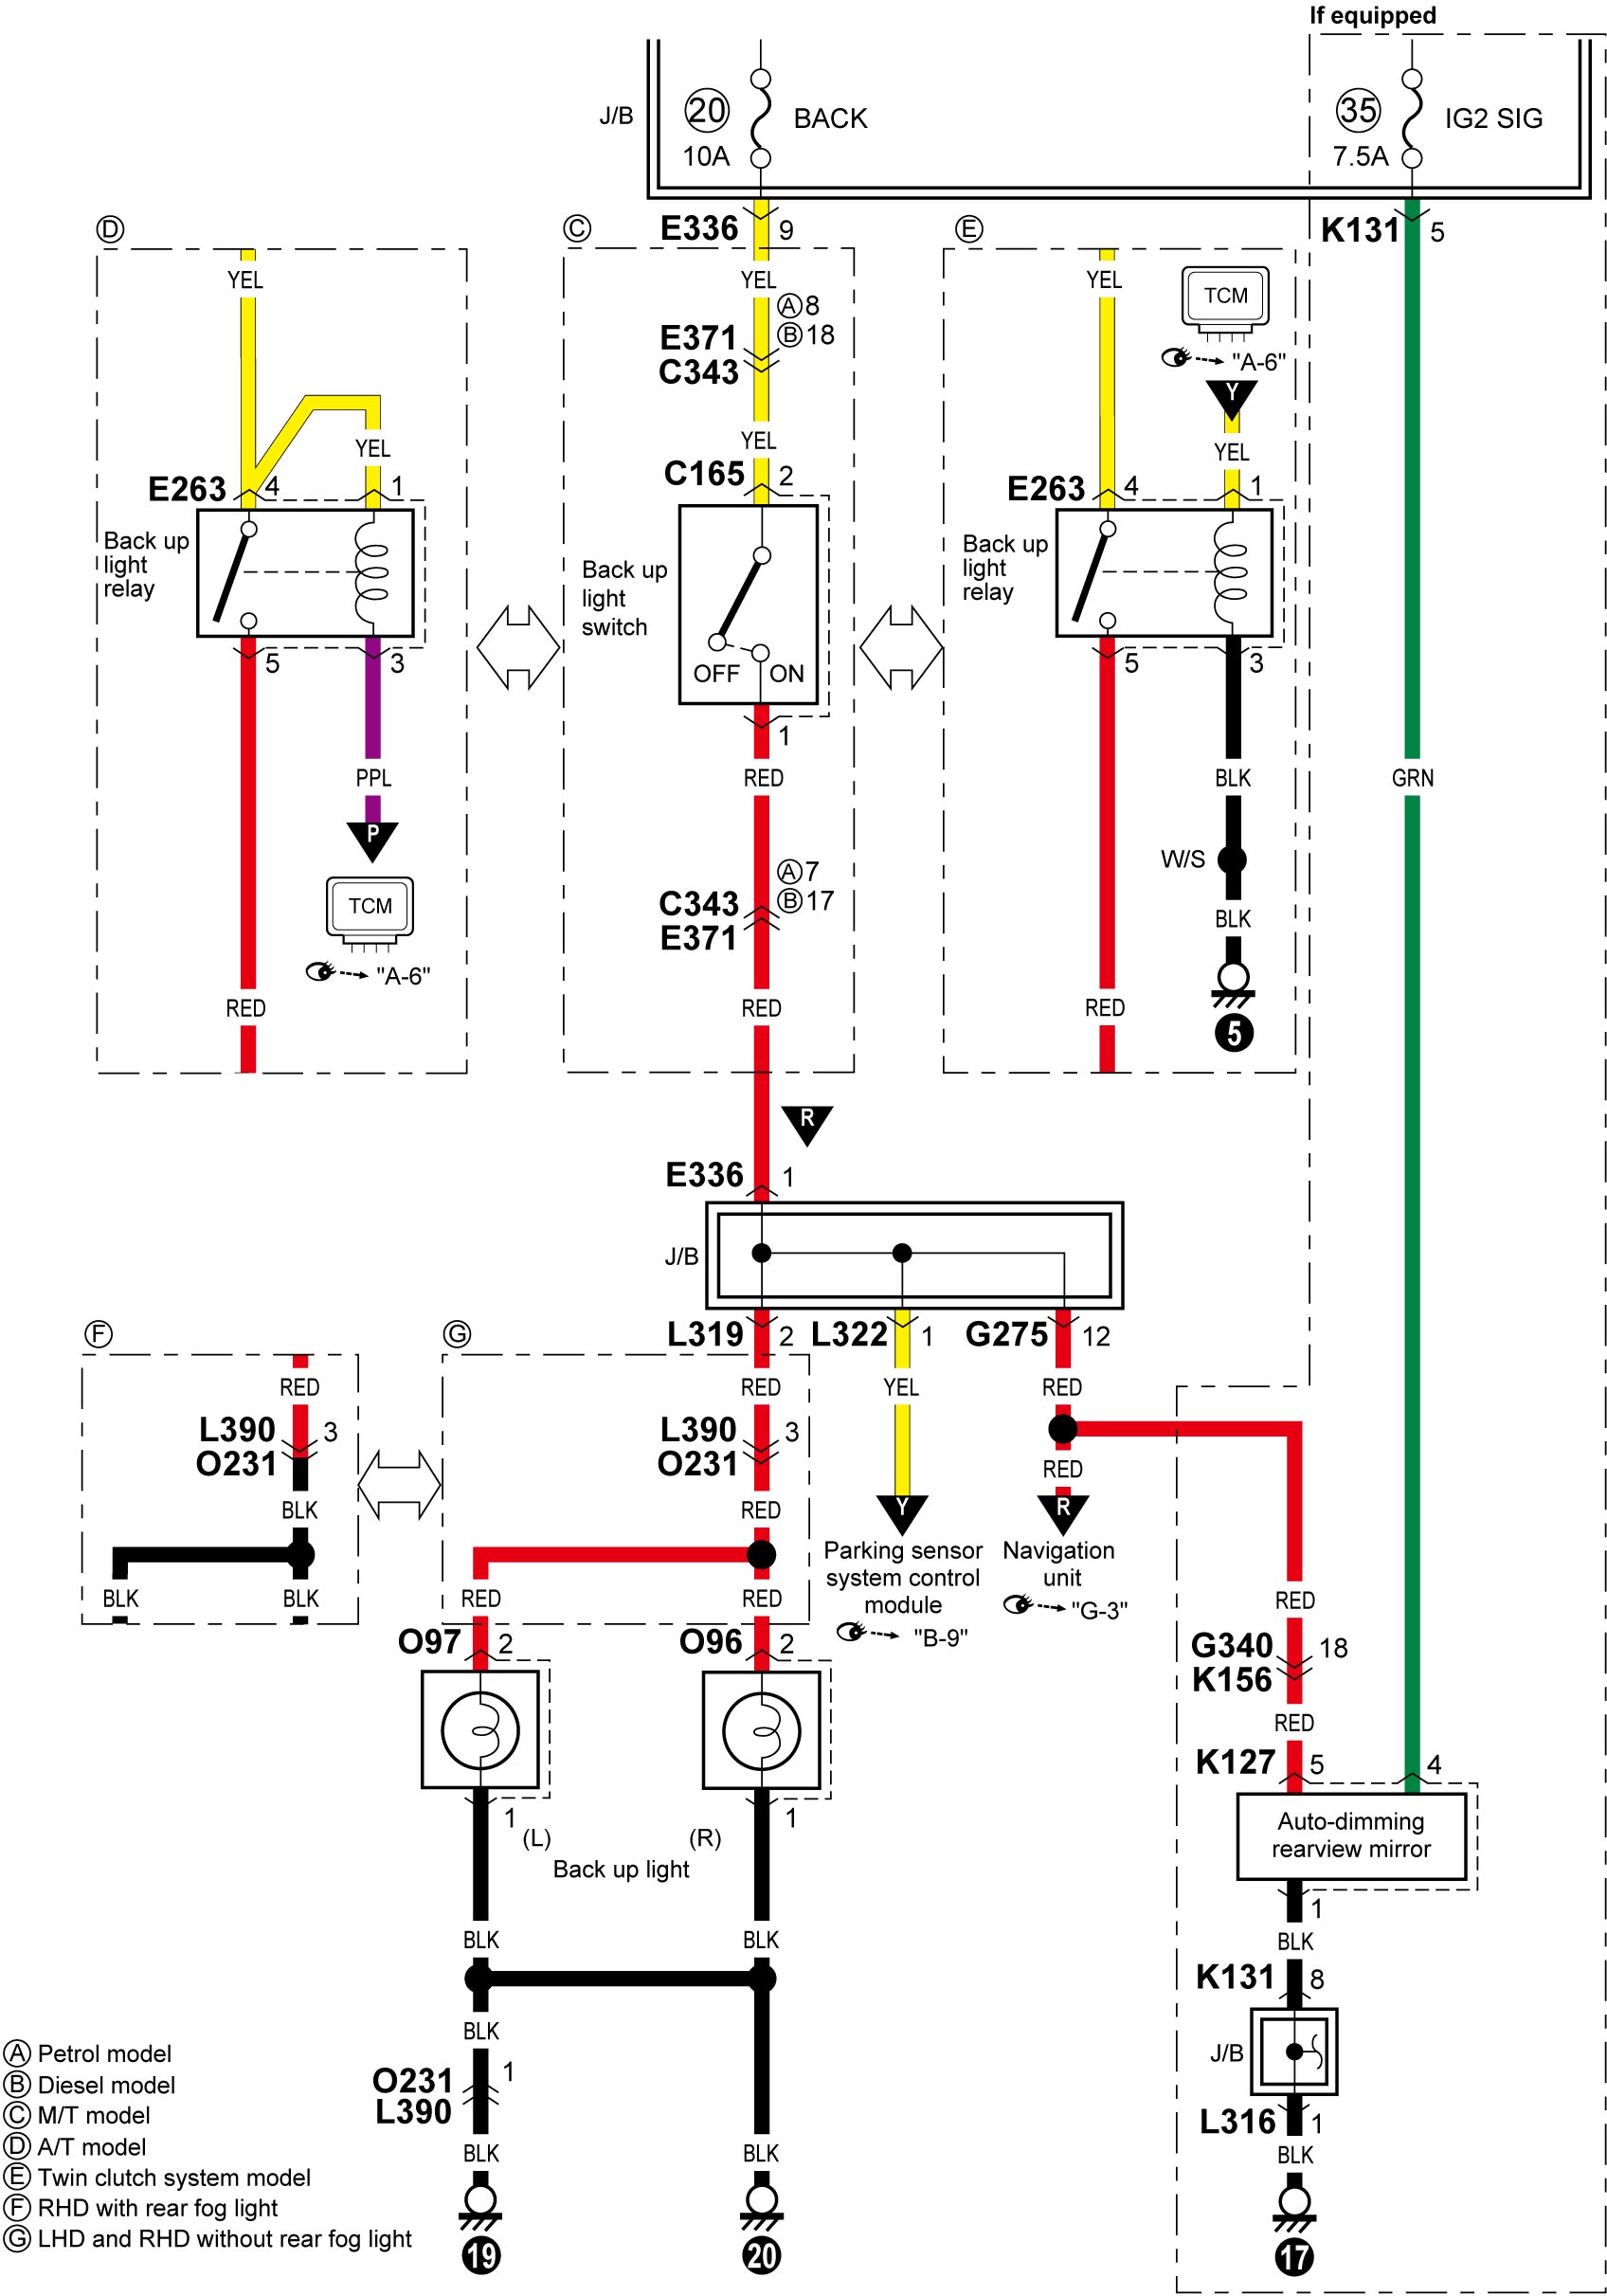 If equipped
J/B
20
10A
BACK
35
7.5A
IG2 SIG
E336 9
K131 5
D
YEL
YEL
E263 4 1
Back up
light
relay
5 3
PPL
P
TCM
"A-6"
RED
C
YEL
A 8
B 18
E371
C343
YEL
C165 2
Back up
light
switch
OFF ON
1
RED
A 7
B 17
C343
E371
RED
E
YEL
TCM
"A-6"
Y
YEL
E263 4 1
Back up
light
relay
5 3
BLK
W/S
BLK
5
RED
GRN
R
E336 1
J/B
L319 2
L322 1
G275 12
F
RED
L390 3
O231
BLK
BLK BLK
G
RED
L390 3
O231
RED
RED RED
YEL
Y
Parking sensor
system control
module
"B-9"
RED
RED
R
Navigation
unit
"G-3"
RED
G340 18
K156
RED
K127 5 4
Auto-dimming
rearview mirror
1
BLK
K131 8
J/B
L316 1
BLK
17
O97 2
O96 2
1 (L)
(R) 1
Back up light
BLK BLK
BLK
O231 1
L390
BLK BLK
19 20
A Petrol model
B Diesel model
C M/T model
D A/T model
E Twin clutch system model
F RHD with rear fog light
G LHD and RHD without rear fog light